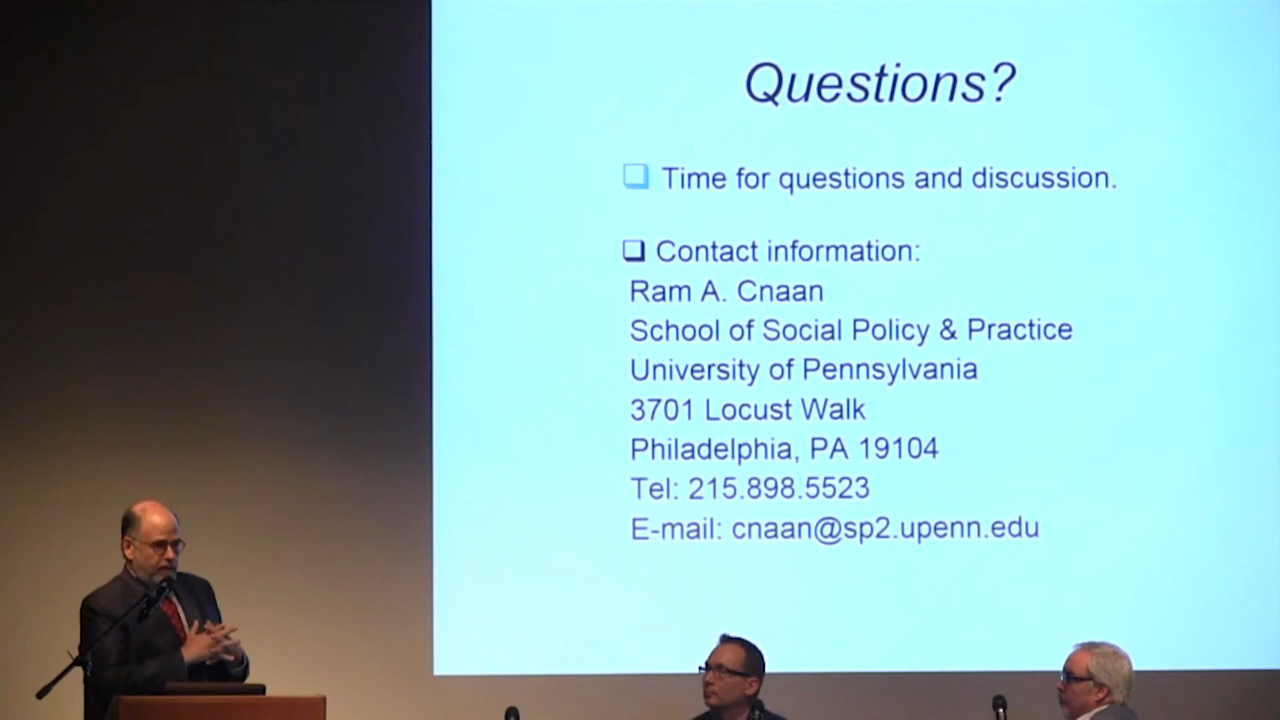 Questions?
Time for questions and discussion.
Contact information:
Ram A. Cnaan
School of Social Policy & Practice
University of Pennsylvania
3701 Locust Walk
Philadelphia, PA 19104
Tel: 215.898.5523
E-mail: cnaan@sp2.upenn.edu